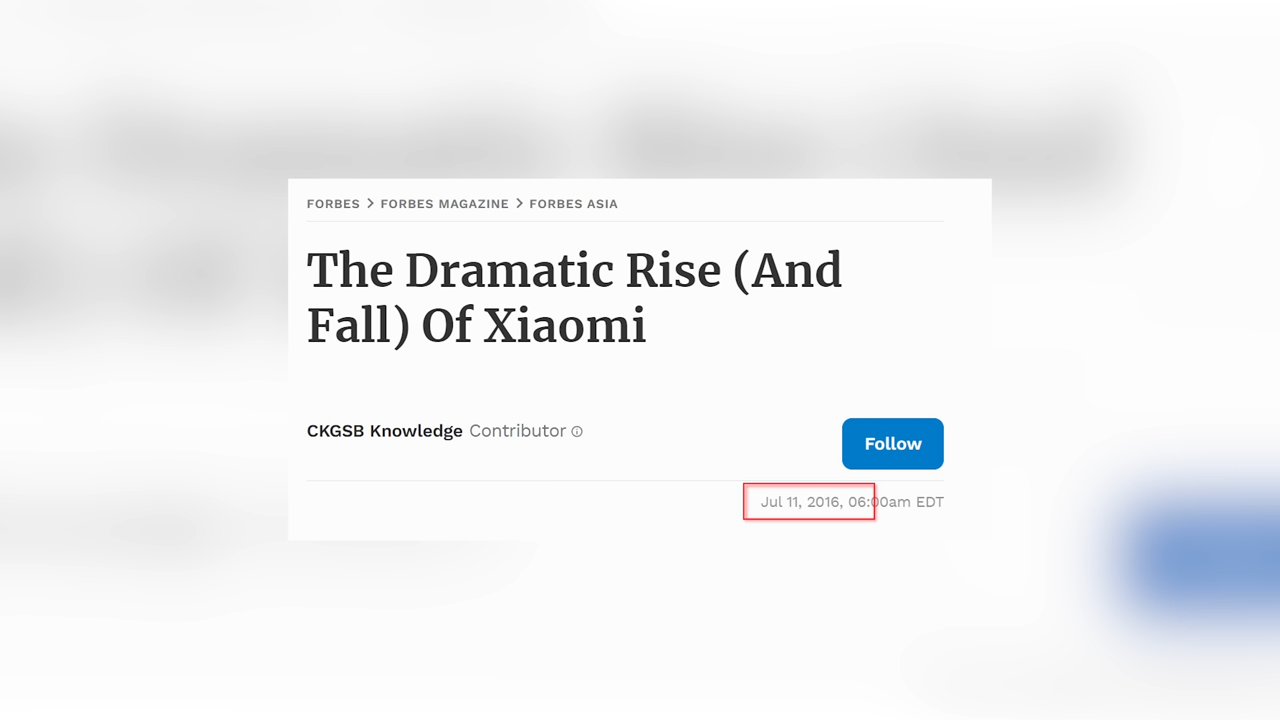 FORBES > FORBES MAGAZINE > FORBES ASIA
The Dramatic Rise (And
Fall) Of Xiaomi
CKGSB Knowledge Contributor
Follow
Jul 11, 2016, 06:00am EDT